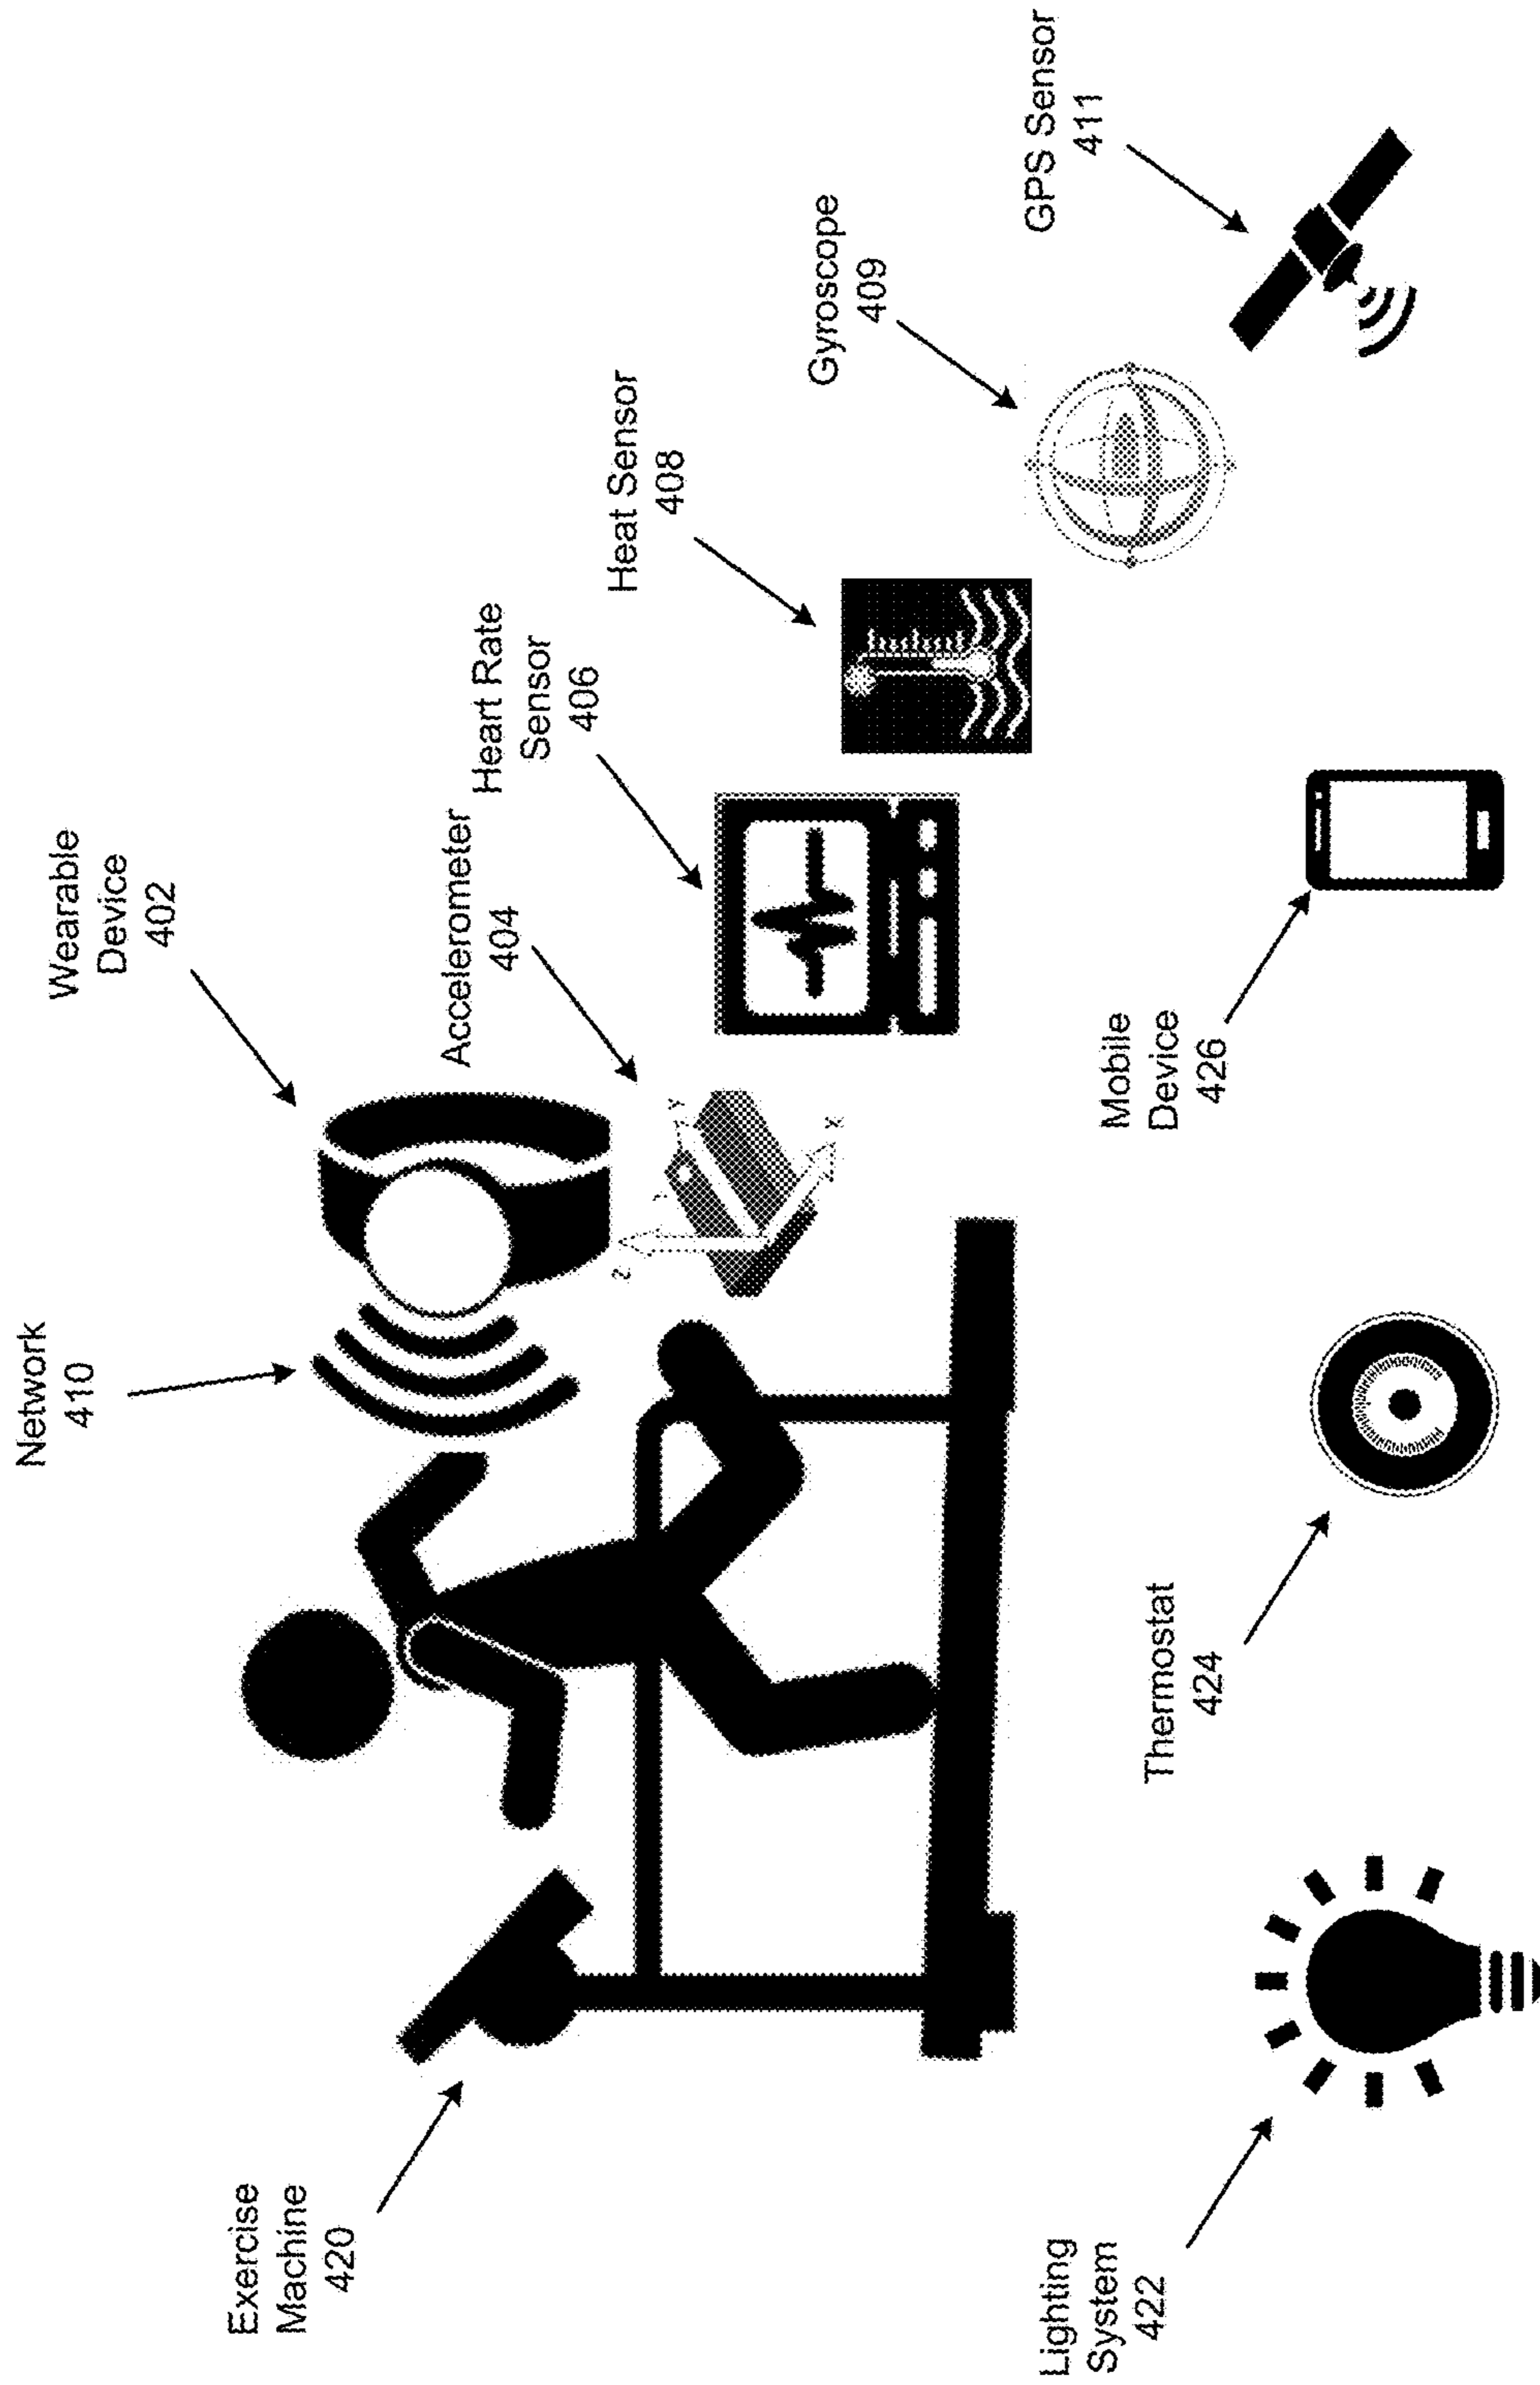 Network
410
Wearable
Device
402
Exercise
Machine
420
Accelerometer
404
Heart Rate
Sensor
406
Heat Sensor
408
Gyroscope
409
GPS Sensor
411
Z
Y
X
Lighting
System
422
Thermostat
424
Mobile
Device
426